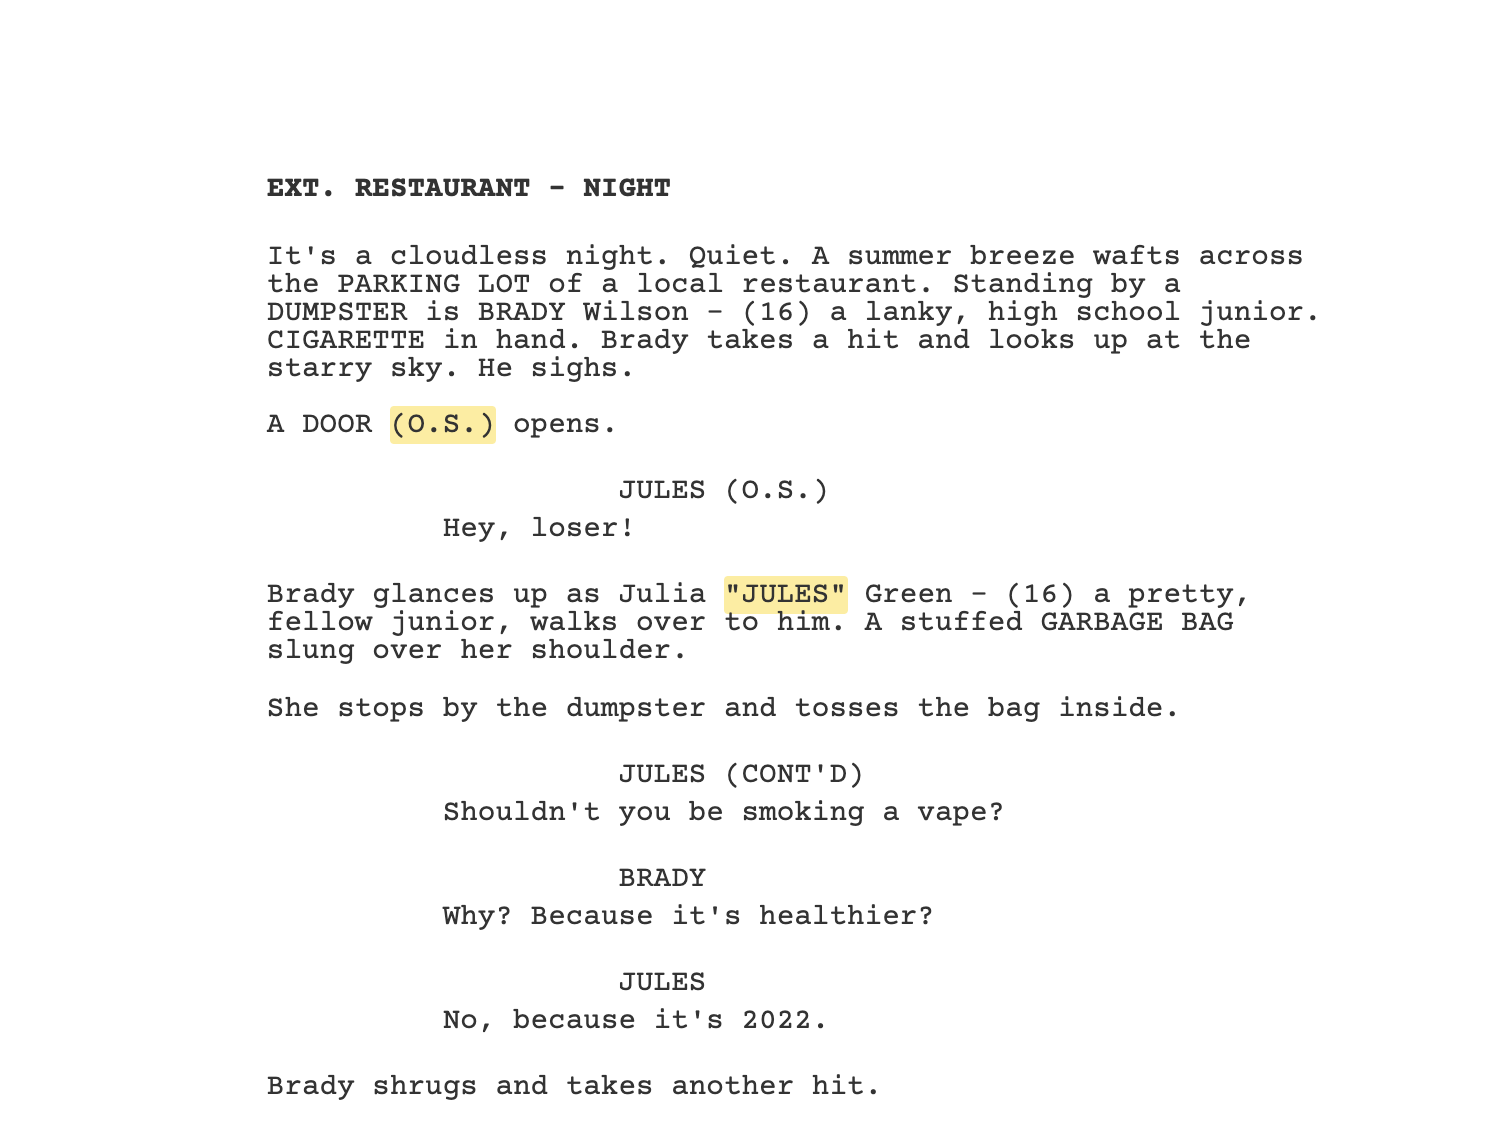 EXT. RESTAURANT - NIGHT
It's a cloudless night. Quiet. A summer breeze wafts across
the PARKING LOT of a local restaurant. Standing by a
DUMPSTER is BRADY Wilson - (16) a lanky, high school junior.
CIGARETTE in hand. Brady takes a hit and looks up at the
starry sky. He sighs.
A DOOR (O.S.) opens.
JULES (O.S.)
Hey, loser!
Brady glances up as Julia "JULES" Green - (16) a pretty,
fellow junior, walks over to him. A stuffed GARBAGE BAG
slung over her shoulder.
She stops by the dumpster and tosses the bag inside.
JULES (CONT'D)
Shouldn't you be smoking a vape?
BRADY
Why? Because it's healthier?
JULES
No, because it's 2022.
Brady shrugs and takes another hit.